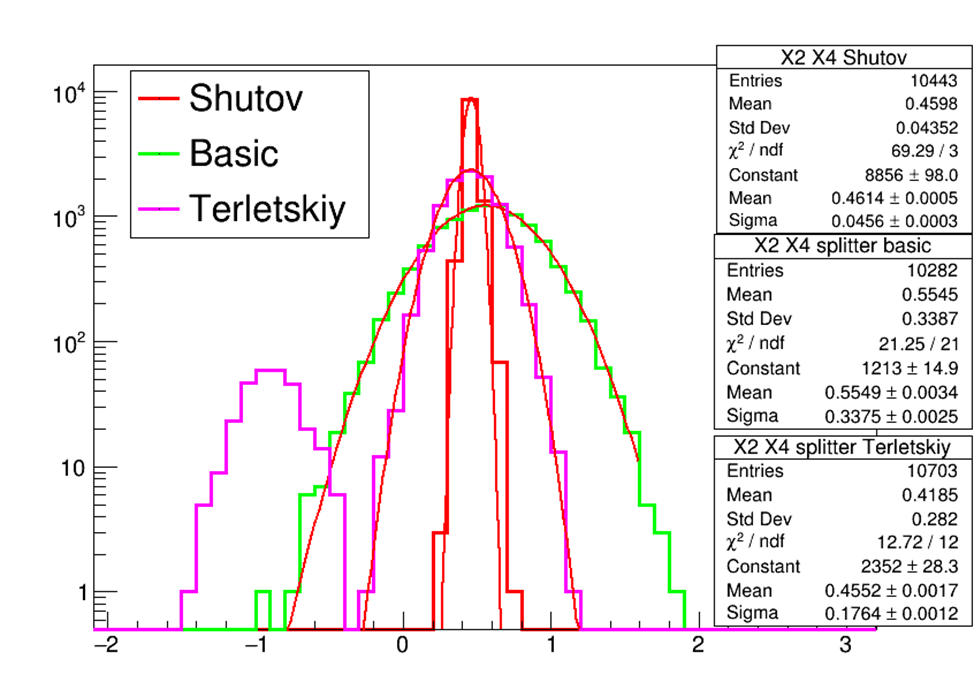 Shutov
Basic
Terletskiy
10⁴
10³
10²
10
1
−2
−1
0
1
2
3
X2 X4 Shutov
Entries 10443
Mean 0.4598
Std Dev 0.04352
χ² / ndf 69.29 / 3
Constant 8856 ± 98.0
Mean 0.4614 ± 0.0005
Sigma 0.0456 ± 0.0003
X2 X4 splitter basic
Entries 10282
Mean 0.5545
Std Dev 0.3387
χ² / ndf 21.25 / 21
Constant 1213 ± 14.9
Mean 0.5549 ± 0.0034
Sigma 0.3375 ± 0.0025
X2 X4 splitter Terletskiy
Entries 10703
Mean 0.4185
Std Dev 0.282
χ² / ndf 12.72 / 12
Constant 2352 ± 28.3
Mean 0.4552 ± 0.0017
Sigma 0.1764 ± 0.0012